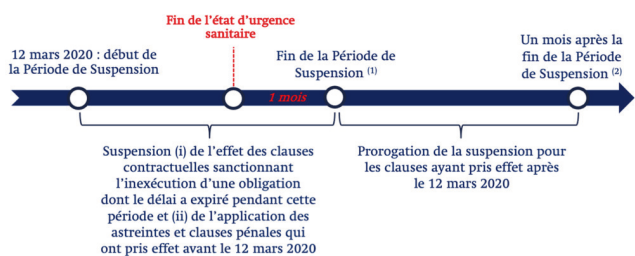 Fin de l'état d'urgence
sanitaire
12 mars 2020 : début de
la Période de Suspension
Fin de la Période de
Suspension (1)
Un mois après la
fin de la Période
de Suspension (2)
1 mois
Suspension (i) de l'effet des clauses
contractuelles sanctionnant
l'inexécution d'une obligation
dont le délai a expiré pendant cette
période et (ii) de l'application des
astreintes et clauses pénales qui
ont pris effet avant le 12 mars 2020
Prorogation de la suspension pour
les clauses ayant pris effet après
le 12 mars 2020